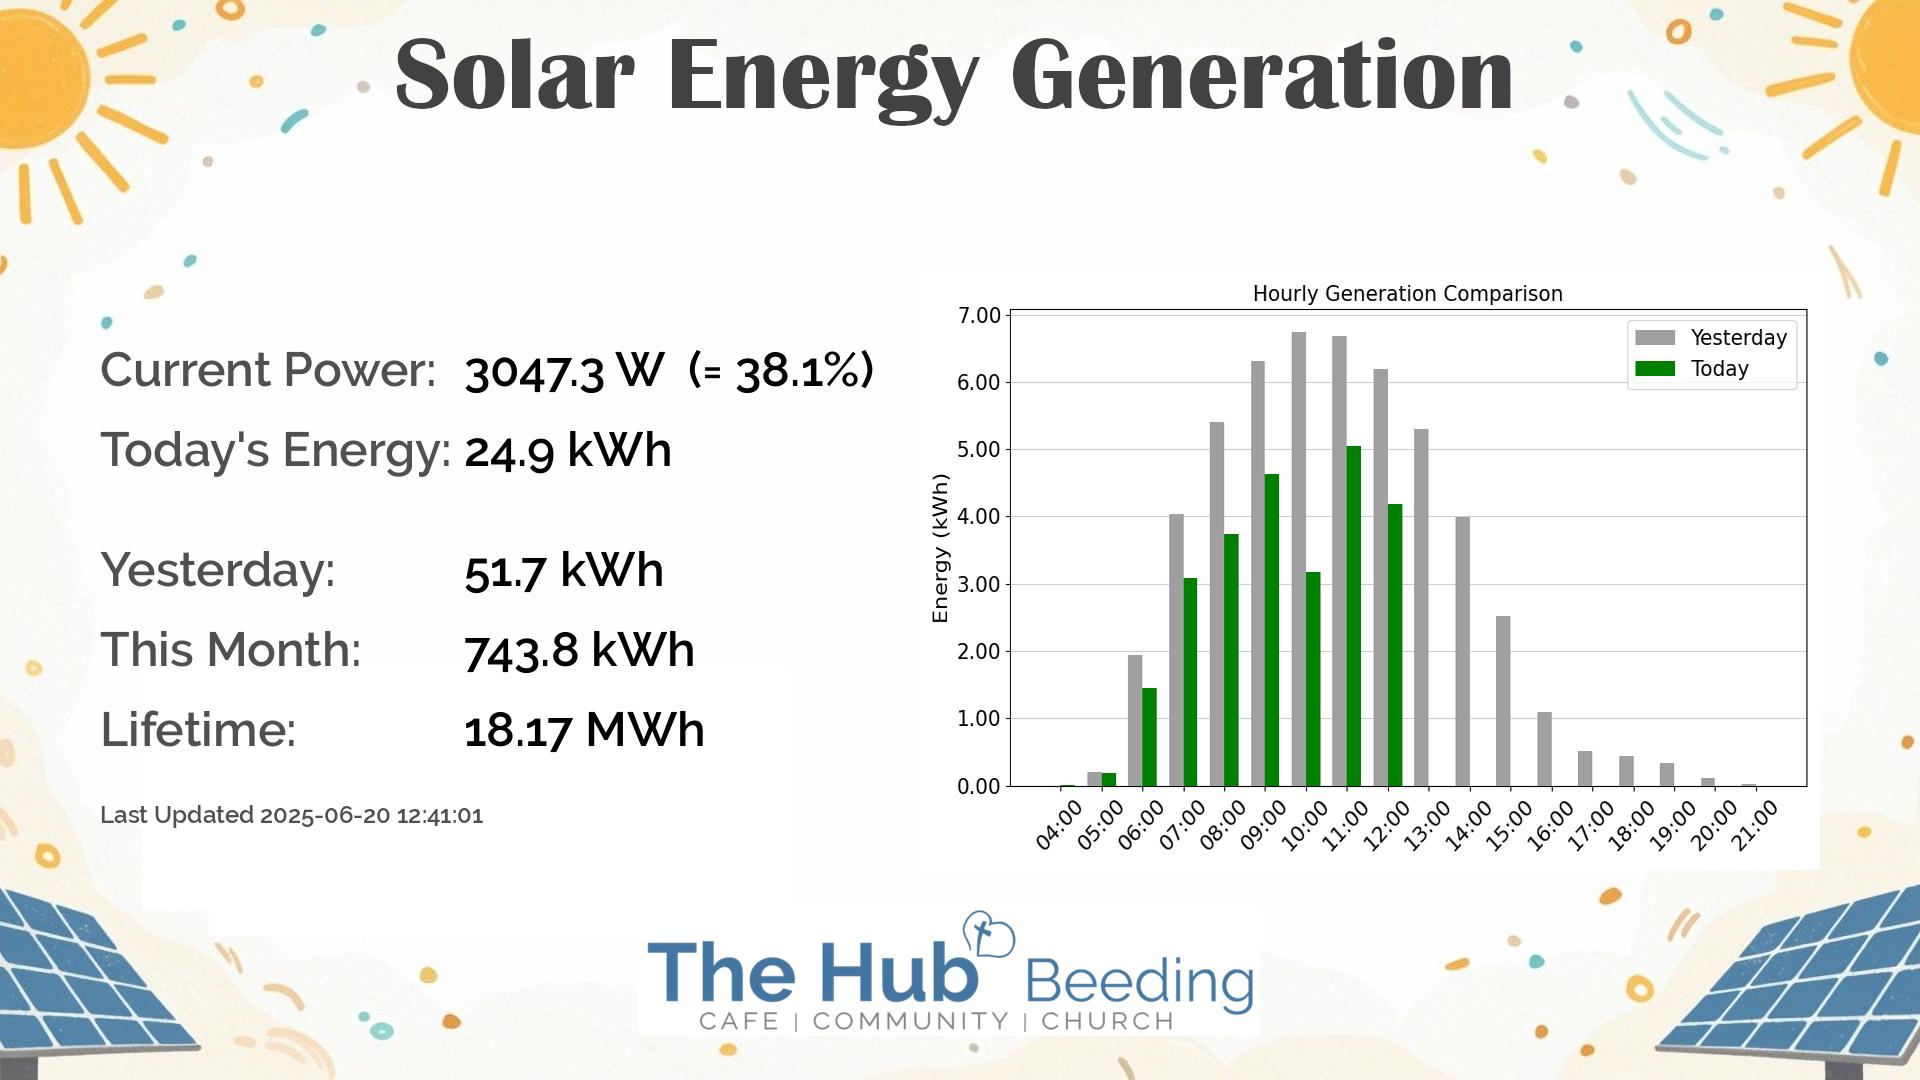 Solar Energy Generation
Current Power: 3047.3 W (= 38.1%)
Today's Energy: 24.9 kWh
Yesterday: 51.7 kWh
This Month: 743.8 kWh
Lifetime: 18.17 MWh
Last Updated 2025-06-20 12:41:01
Hourly Generation Comparison
Yesterday
Today
Energy (kWh)
7.00
6.00
5.00
4.00
3.00
2.00
1.00
0.00
04:00 05:00 06:00 07:00 08:00 09:00 10:00 11:00 12:00 13:00 14:00 15:00 16:00 17:00 18:00 19:00 20:00 21:00
The Hub Beeding
CAFE | COMMUNITY | CHURCH